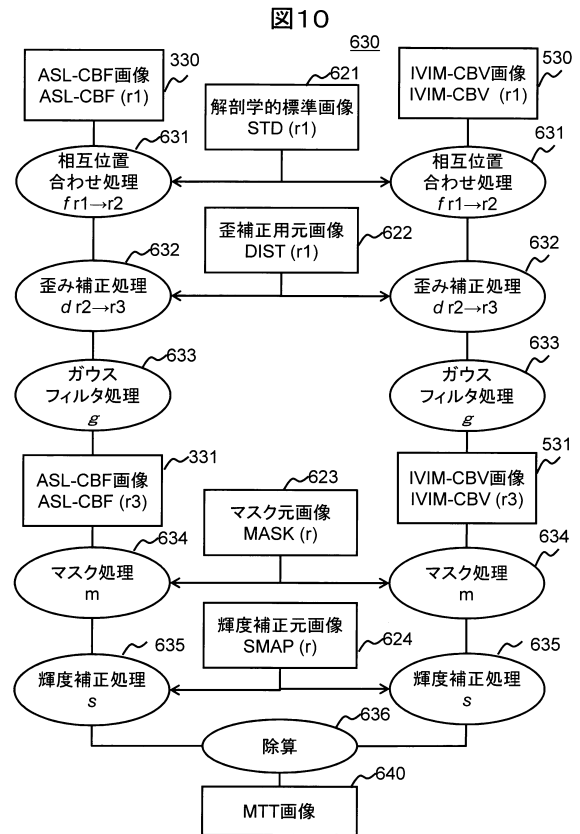 図10
630
ASL-CBF画像
ASL-CBF (r1)
330
621
解剖学的標準画像
STD (r1)
IVIM-CBV画像
IVIM-CBV (r1)
530
631
相互位置
合わせ処理
f r1→r2
631
相互位置
合わせ処理
f r1→r2
歪補正用元画像
DIST (r1)
622
632
歪み補正処理
d r2→r3
632
歪み補正処理
d r2→r3
633
ガウス
フィルタ処理
g
633
ガウス
フィルタ処理
g
ASL-CBF画像
ASL-CBF (r3)
331
623
マスク元画像
MASK (r)
531
IVIM-CBV画像
IVIM-CBV (r3)
634
マスク処理
m
634
マスク処理
m
輝度補正元画像
SMAP (r)
624
635
輝度補正処理
s
635
輝度補正処理
s
636
除算
640
MTT画像